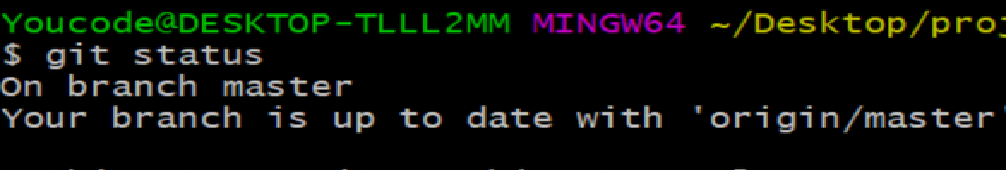 Youcode@DESKTOP-TLLL2MM MINGW64 ~/Desktop/proj
$ git status
On branch master
Your branch is up to date with 'origin/master